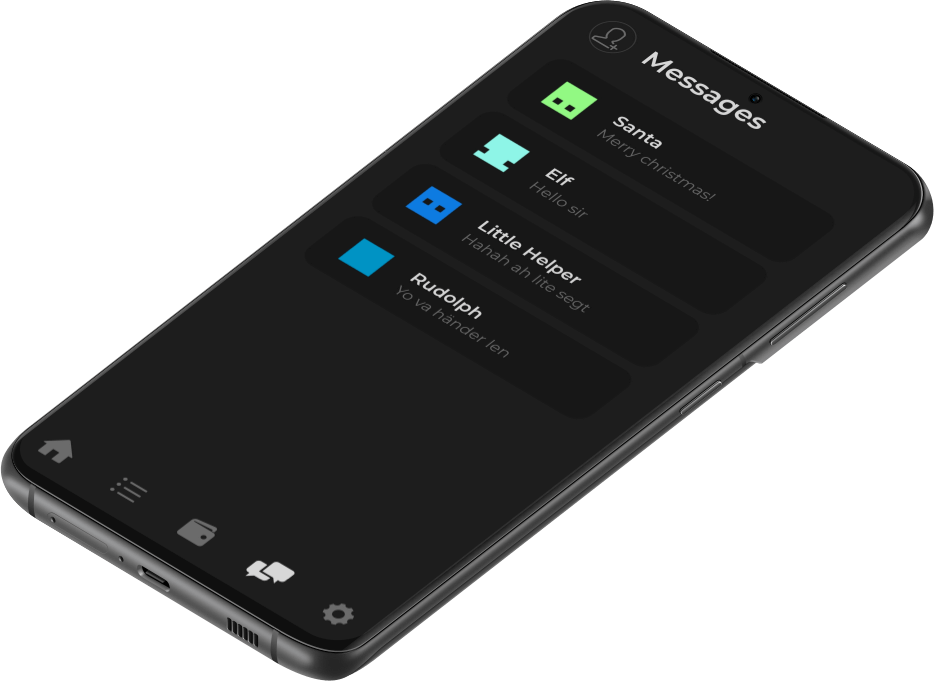 Messages
Santa
Merry christmas!
Elf
Hello sir
Little Helper
Hahah ah lite segt
Rudolph
Yo va händer len